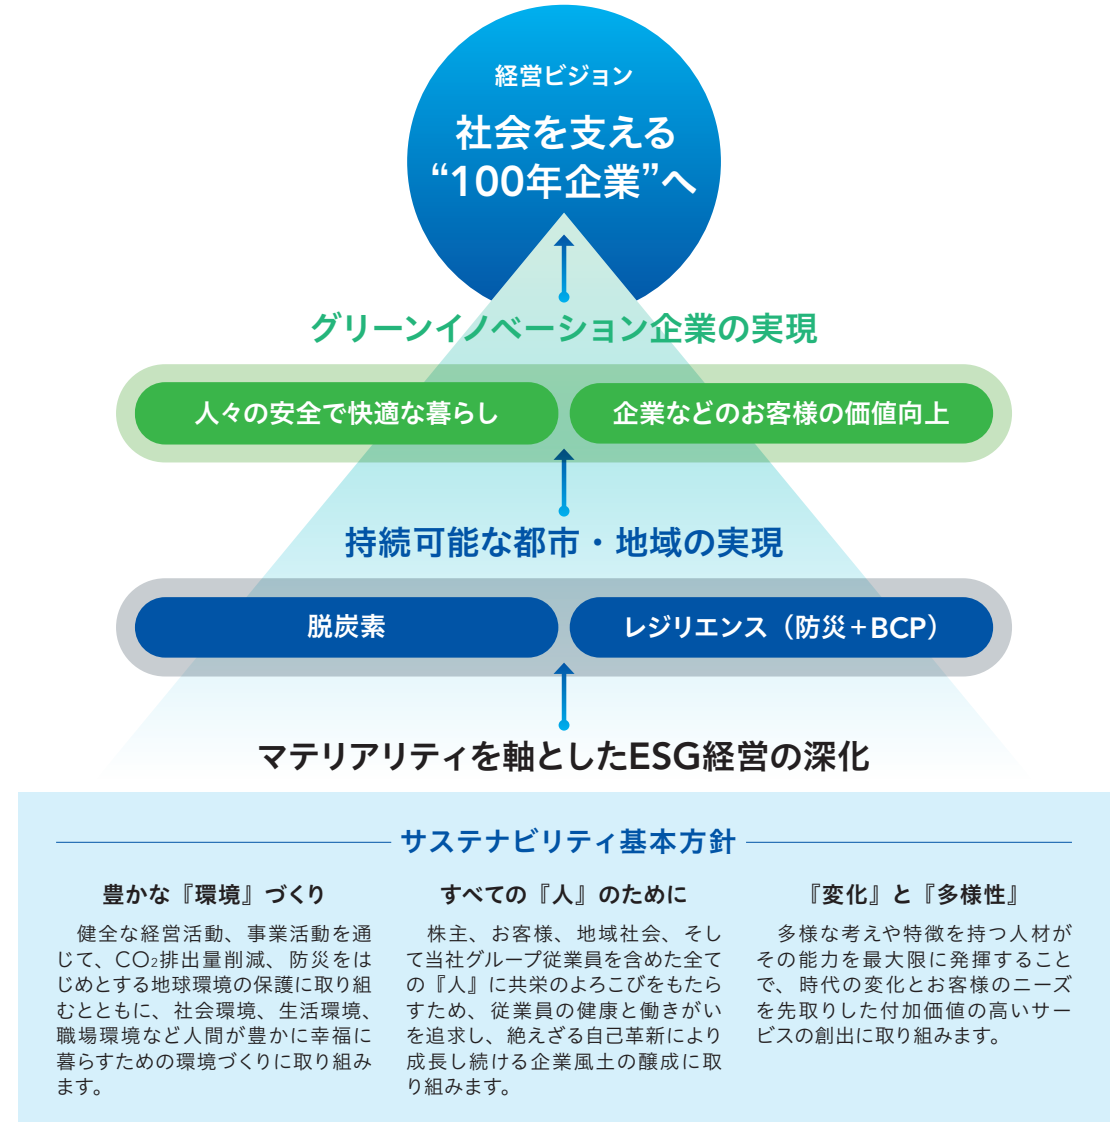 経営ビジョン
社会を支える
“100年企業”へ
グリーンイノベーション企業の実現
人々の安全で快適な暮らし
企業などのお客様の価値向上
持続可能な都市・地域の実現
脱炭素
レジリエンス（防災+BCP）
マテリアリティを軸としたESG経営の深化
サステナビリティ基本方針
豊かな『環境』づくり
健全な経営活動、事業活動を通
じて、CO₂排出量削減、防災をは
じめとする地球環境の保護に取り組
むとともに、社会環境、生活環境、
職場環境など人間が豊かに幸福に
暮らすための環境づくりに取り組み
ます。
すべての『人』のために
株主、お客様、地域社会、そし
て当社グループ従業員を含めた全て
の『人』に共栄のよろこびをもたら
すため、従業員の健康と働きがい
を追求し、絶えざる自己革新により
成長し続ける企業風土の醸成に取
り組みます。
『変化』と『多様性』
多様な考えや特徴を持つ人材が
その能力を最大限に発揮すること
で、時代の変化とお客様のニーズ
を先取りした付加価値の高いサー
ビスの創出に取り組みます。